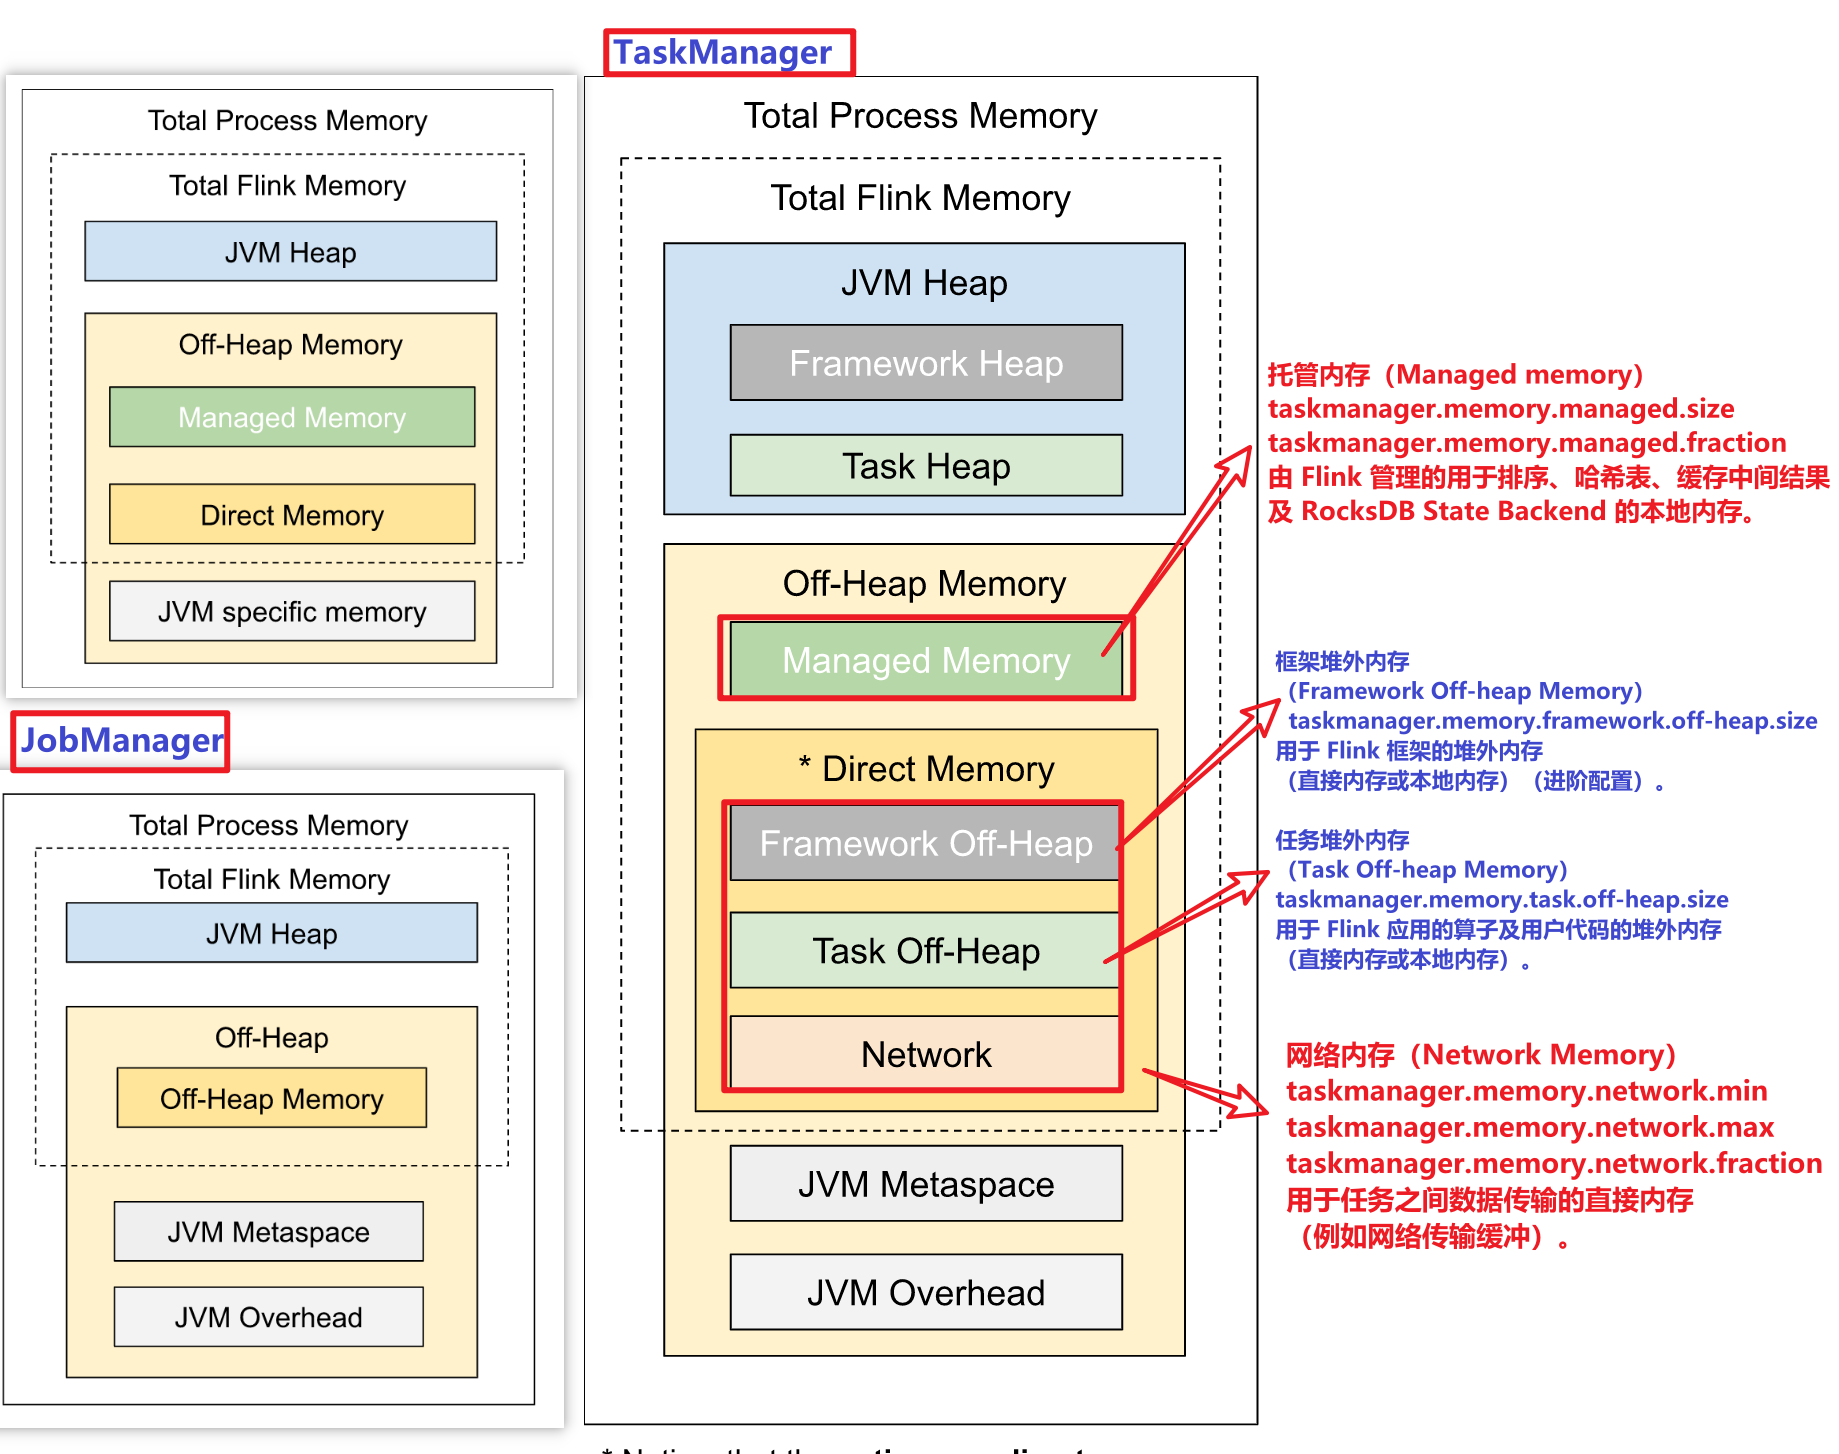 Total Process Memory
Total Flink Memory
JVM Heap
Off-Heap Memory
Managed Memory
Direct Memory
JVM specific memory
JobManager
Total Process Memory
Total Flink Memory
JVM Heap
Off-Heap
Off-Heap Memory
JVM Metaspace
JVM Overhead
TaskManager
Total Process Memory
Total Flink Memory
JVM Heap
Framework Heap
Task Heap
Off-Heap Memory
Managed Memory
* Direct Memory
Framework Off-Heap
Task Off-Heap
Network
JVM Metaspace
JVM Overhead
托管内存（Managed memory）
taskmanager.memory.managed.size
taskmanager.memory.managed.fraction
由 Flink 管理的用于排序、哈希表、缓存中间结果
及 RocksDB State Backend 的本地内存。
框架堆外内存
（Framework Off-heap Memory）
taskmanager.memory.framework.off-heap.size
用于 Flink 框架的堆外内存
（直接内存或本地内存）（进阶配置）。
任务堆外内存
（Task Off-heap Memory）
taskmanager.memory.task.off-heap.size
用于 Flink 应用的算子及用户代码的堆外内存
（直接内存或本地内存）。
网络内存（Network Memory）
taskmanager.memory.network.min
taskmanager.memory.network.max
taskmanager.memory.network.fraction
用于任务之间数据传输的直接内存
（例如网络传输缓冲）。